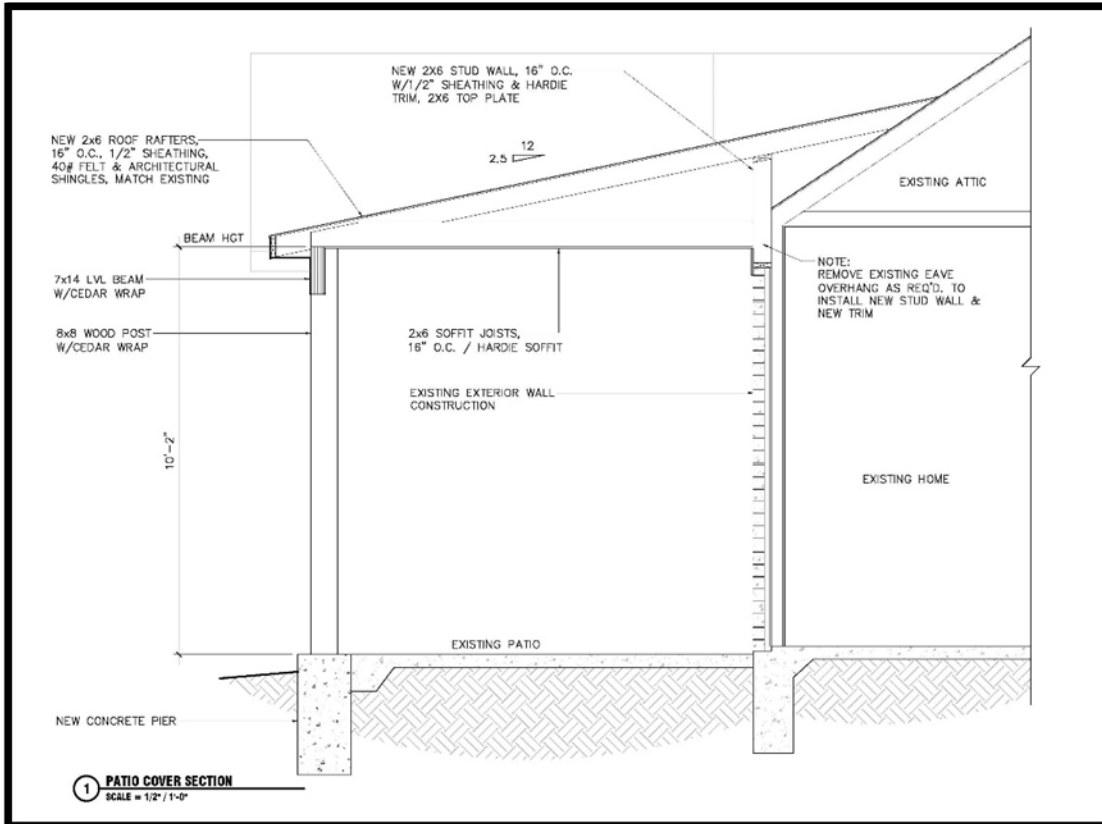 NEW 2X6 STUD WALL, 16" O.C.
W/1/2" SHEATHING & HARDIE
TRIM, 2X6 TOP PLATE
NEW 2x6 ROOF RAFTERS,
16" O.C., 1/2" SHEATHING,
40# FELT & ARCHITECTURAL
SHINGLES, MATCH EXISTING
12
2.5
EXISTING ATTIC
BEAM HGT
NOTE:
REMOVE EXISTING EAVE
OVERHANG AS REQ'D. TO
INSTALL NEW STUD WALL &
NEW TRIM
7x14 LVL BEAM
W/CEDAR WRAP
8x8 WOOD POST
W/CEDAR WRAP
2x6 SOFFIT JOISTS,
16" O.C. / HARDIE SOFFIT
EXISTING EXTERIOR WALL
CONSTRUCTION
10'-2"
EXISTING HOME
EXISTING PATIO
NEW CONCRETE PIER
1 PATIO COVER SECTION
SCALE = 1/2" / 1'-0"